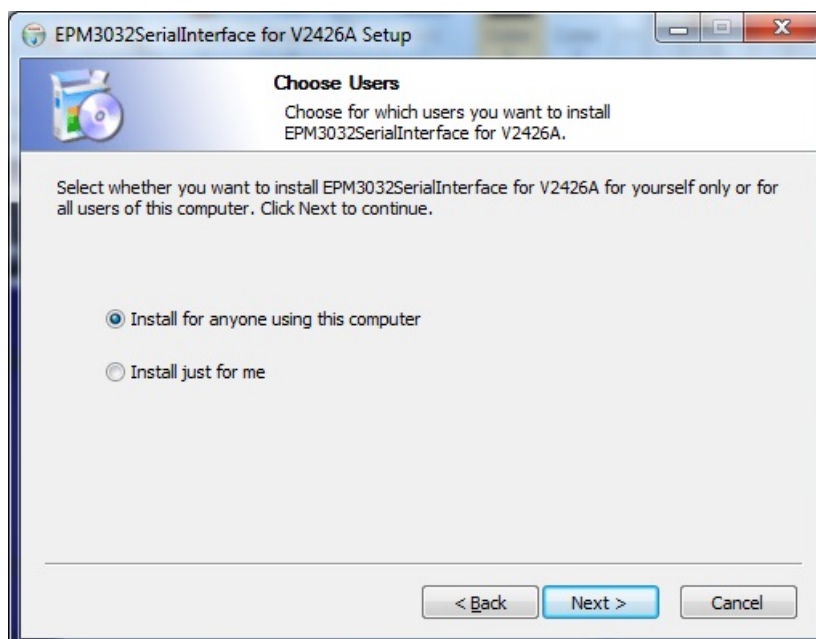 EPM3032SerialInterface for V2426A Setup
Choose Users
Choose for which users you want to install
EPM3032SerialInterface for V2426A.
Select whether you want to install EPM3032SerialInterface for V2426A for yourself only or for
all users of this computer. Click Next to continue.
Install for anyone using this computer
Install just for me
< Back Next > Cancel